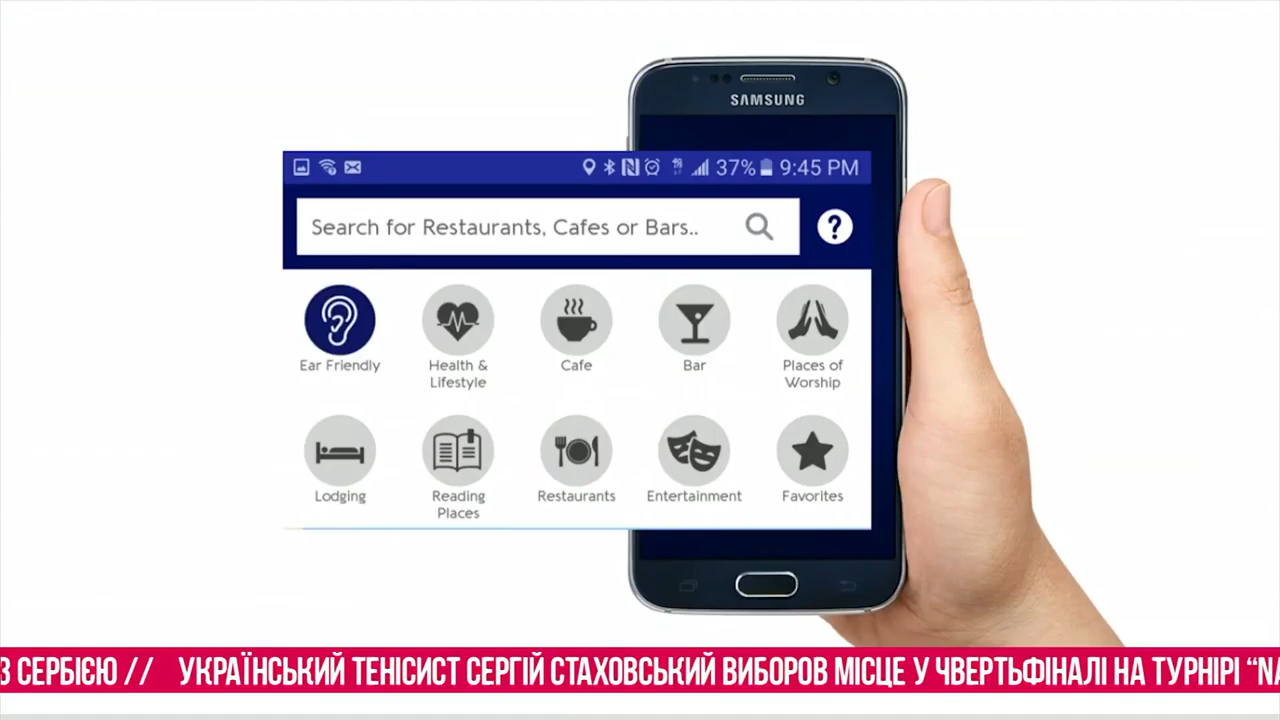 SAMSUNG
37% 9:45 PM
Search for Restaurants, Cafes or Bars..
?
Ear Friendly
Health &
Lifestyle
Cafe
Bar
Places of
Worship
Lodging
Reading
Places
Restaurants
Entertainment
Favorites
З СЕРБІЄЮ // УКРАЇНСЬКИЙ ТЕНІСИСТ СЕРГІЙ СТАХОВСЬКИЙ ВИБОРОВ МІСЦЕ У ЧВЕРТЬФІНАЛІ НА ТУРНІРІ “NA